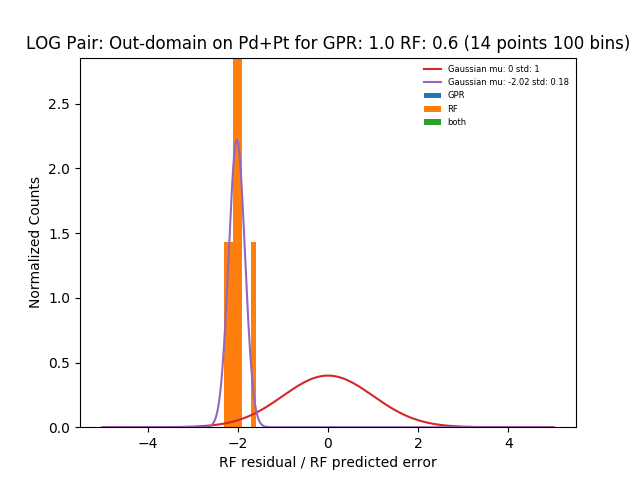 LOG Pair: Out-domain on Pd+Pt for GPR: 1.0 RF: 0.6 (14 points 100 bins)
Gaussian mu: 0 std: 1
Gaussian mu: -2.02 std: 0.18
GPR
RF
both
Normalized Counts
2.5
2.0
1.5
1.0
0.5
0.0
−4 −2 0 2 4
RF residual / RF predicted error